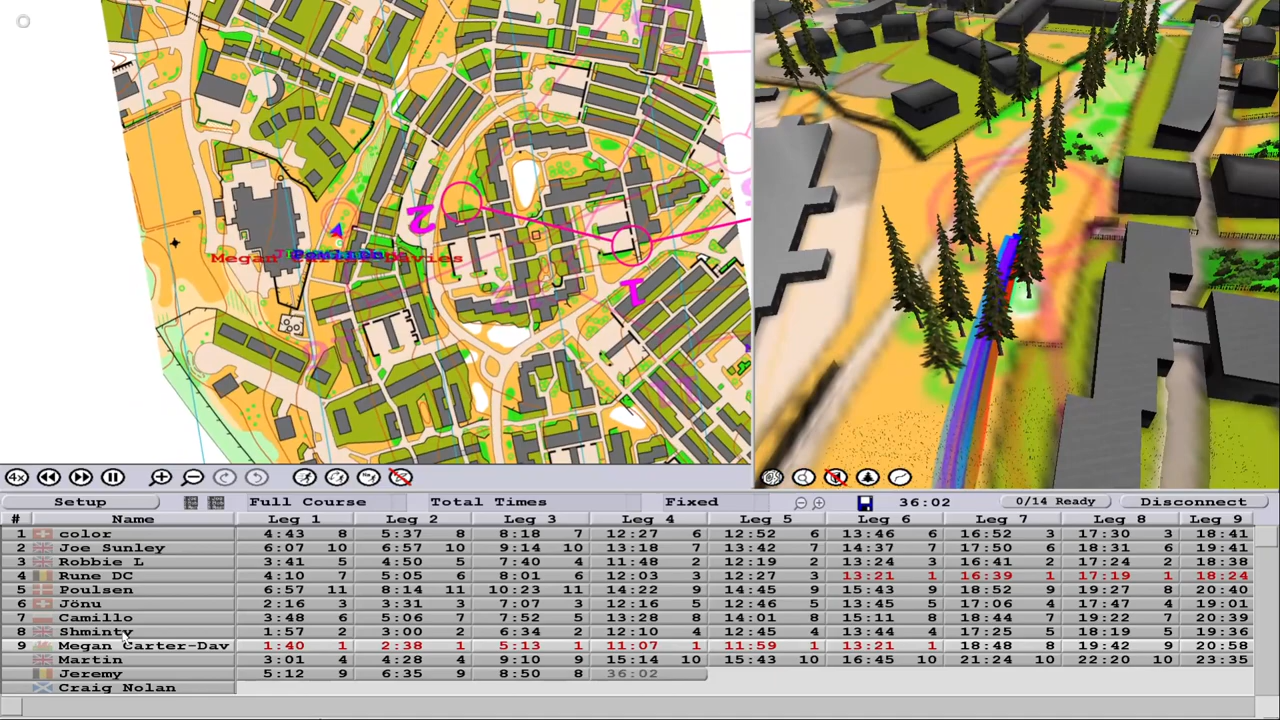 2
1
Megan Carter-Davies
4x
Setup Full Course Total Times Fixed 36:02 0/14 Ready Disconnect
# Name Leg 1 Leg 2 Leg 3 Leg 4 Leg 5 Leg 6 Leg 7 Leg 8 Leg 9
1 color 4:43 8 5:37 8 8:18 7 12:27 6 12:52 6 13:46 6 16:52 3 17:30 3 18:41
2 Joe Sunley 6:07 10 6:57 10 9:14 10 13:18 7 13:42 7 14:37 7 17:50 6 18:31 6 19:41
3 Robbie L 3:41 5 4:50 5 7:40 4 11:48 2 12:19 2 13:24 3 16:41 2 17:24 2 18:38
4 Rune DC 4:10 7 5:05 6 8:01 6 12:03 3 12:27 3 13:21 1 16:39 1 17:19 1 18:24
5 Poulsen 6:57 11 8:14 11 10:23 11 14:22 9 14:45 9 15:43 9 18:52 9 19:27 8 20:40
6 Jönu 2:16 3 3:31 3 7:07 3 12:16 5 12:46 5 13:45 5 17:06 4 17:47 4 19:01
7 Camillo 3:48 6 5:06 7 7:52 5 13:28 8 14:01 8 15:11 8 18:44 7 19:22 7 20:39
8 Shminty 1:57 2 3:00 2 6:34 2 12:10 4 12:45 4 13:44 4 17:25 5 18:19 5 19:36
9 Megan Carter-Dav 1:40 1 2:38 1 5:13 1 11:07 1 11:59 1 13:21 1 18:48 8 19:42 9 20:58
Martin 3:01 4 4:28 4 9:10 9 15:14 10 15:43 10 16:45 10 21:24 10 22:20 10 23:35
Jeremy 5:12 9 6:35 9 8:50 8 36:02
Craig Nolan